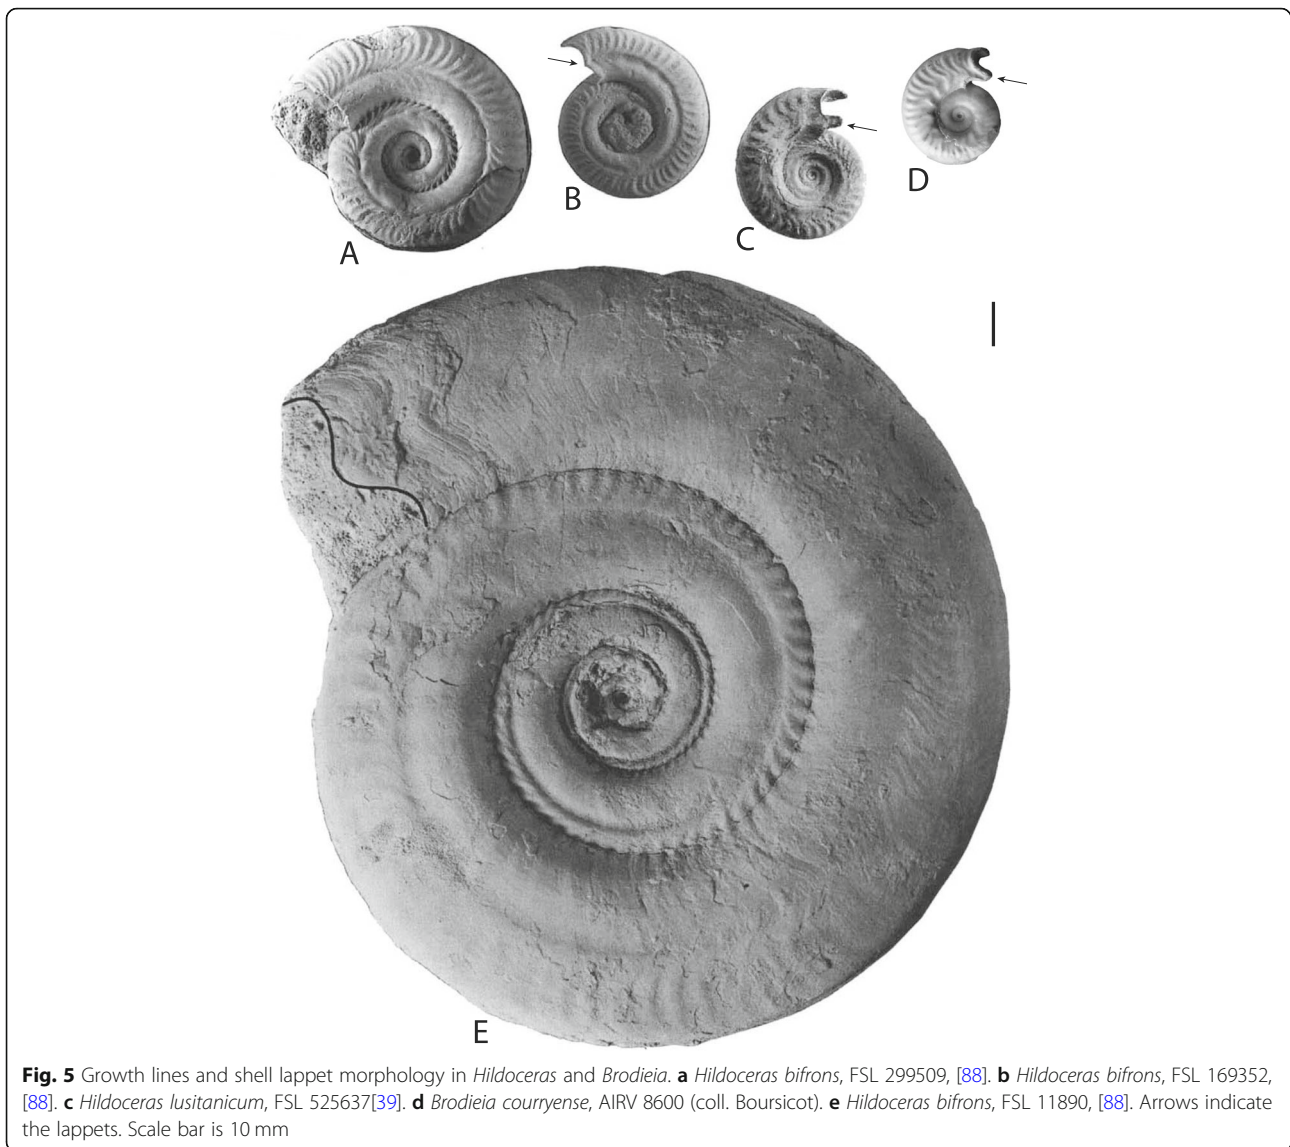 A
B
C
D
E
Fig. 5 Growth lines and shell lappet morphology in Hildoceras and Brodieia. a Hildoceras bifrons, FSL 299509, [88]. b Hildoceras bifrons, FSL 169352,
[88]. c Hildoceras lusitanicum, FSL 525637[39]. d Brodieia courryense, AIRV 8600 (coll. Boursicot). e Hildoceras bifrons, FSL 11890, [88]. Arrows indicate
the lappets. Scale bar is 10 mm